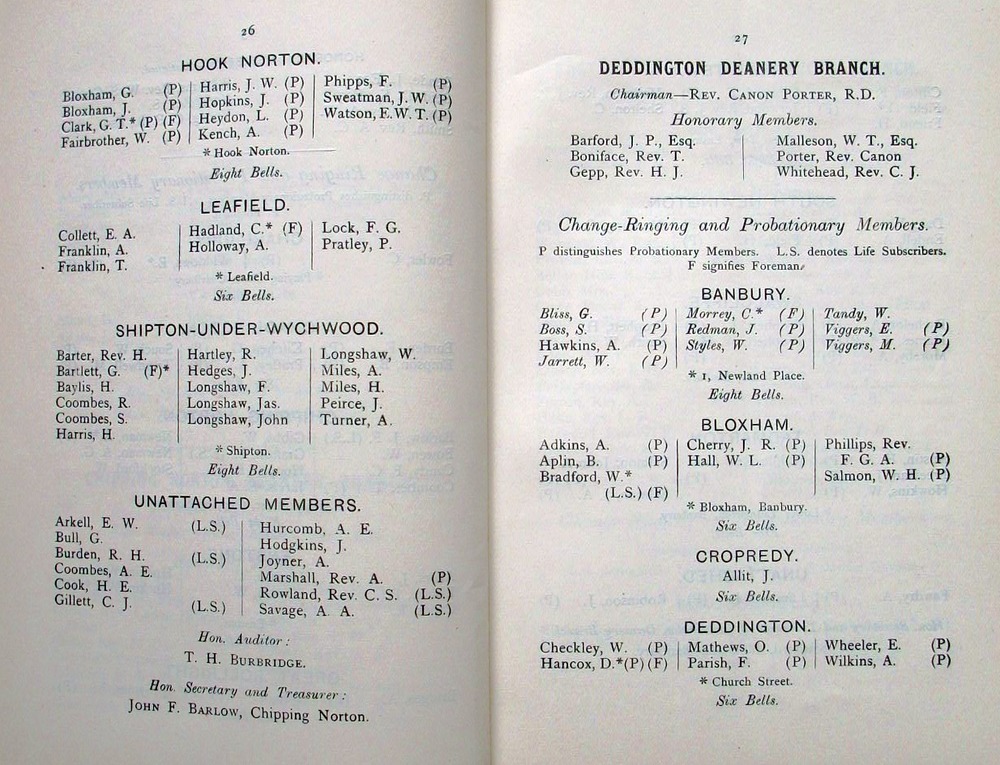 26
HOOK NORTON.
Bloxham, G. (P) Harris, J. W. (P) Phipps, F. (P)
Bloxham, J. (P) Hopkins, J. (P) Sweatman, J. W. (P)
Clark, G. T.* (P) (F) Heydon, L. (P) Watson, E. W. T. (P)
Fairbrother, W. (P) Kench, A. (P)
* Hook Norton.
Eight Bells.
LEAFIELD.
Collett, E. A. Hadland, C.* (F) Lock, F. G.
Franklin, A. Holloway, A. Pratley, P.
Franklin, T.
* Leafield.
Six Bells.
SHIPTON-UNDER-WYCHWOOD.
Barter, Rev. H. Hartley, R. Longshaw, W.
Bartlett, G. (F)* Hedges, J. Miles, A.
Baylis, H. Longshaw, F. Miles, H.
Coombes, R. Longshaw, Jas. Peirce, J.
Coombes, S. Longshaw, John Turner, A.
Harris, H.
* Shipton.
Eight Bells.
UNATTACHED MEMBERS.
Arkell, E. W. (L.S.) Hurcomb, A. E.
Bull, G. Hodgkins, J.
Burden, R. H. (L.S.) Joyner, A.
Coombes, A. E. Marshall, Rev. A. (P)
Cook, H. E. Rowland, Rev. C. S. (L.S.)
Gillett, C. J. (L.S.) Savage, A. A. (L.S.)
Hon. Auditor:
T. H. BURBRIDGE.
Hon. Secretary and Treasurer:
JOHN F. BARLOW, Chipping Norton.
27
DEDDINGTON DEANERY BRANCH.
Chairman—REV. CANON PORTER, R.D.
Honorary Members.
Barford, J. P., Esq. Malleson, W. T., Esq.
Boniface, Rev. T. Porter, Rev. Canon
Gepp, Rev. H. J. Whitehead, Rev. C. J.
Change-Ringing and Probationary Members.
P distinguishes Probationary Members. L.S. denotes Life Subscribers.
F signifies Foreman.
BANBURY.
Bliss, G. (P) Morrey, C.* (F) Tandy, W.
Boss, S. (P) Redman, J. (P) Viggers, E. (P)
Hawkins, A. (P) Styles, W. (P) Viggers, M. (P)
Jarrett, W. (P)
* 1, Newland Place.
Eight Bells.
BLOXHAM.
Adkins, A. (P) Cherry, J. R. (P) Phillips, Rev.
Aplin, B. (P) Hall, W. L. (P) F. G. A. (P)
Bradford, W.* Salmon, W. H. (P)
(L.S.) (F)
* Bloxham, Banbury.
Six Bells.
CROPREDY.
Allit, J.
Six Bells.
DEDDINGTON.
Checkley, W. (P) Mathews, O. (P) Wheeler, E. (P)
Hancox, D.*(P) (F) Parish, F. (P) Wilkins, A. (P)
* Church Street.
Six Bells.